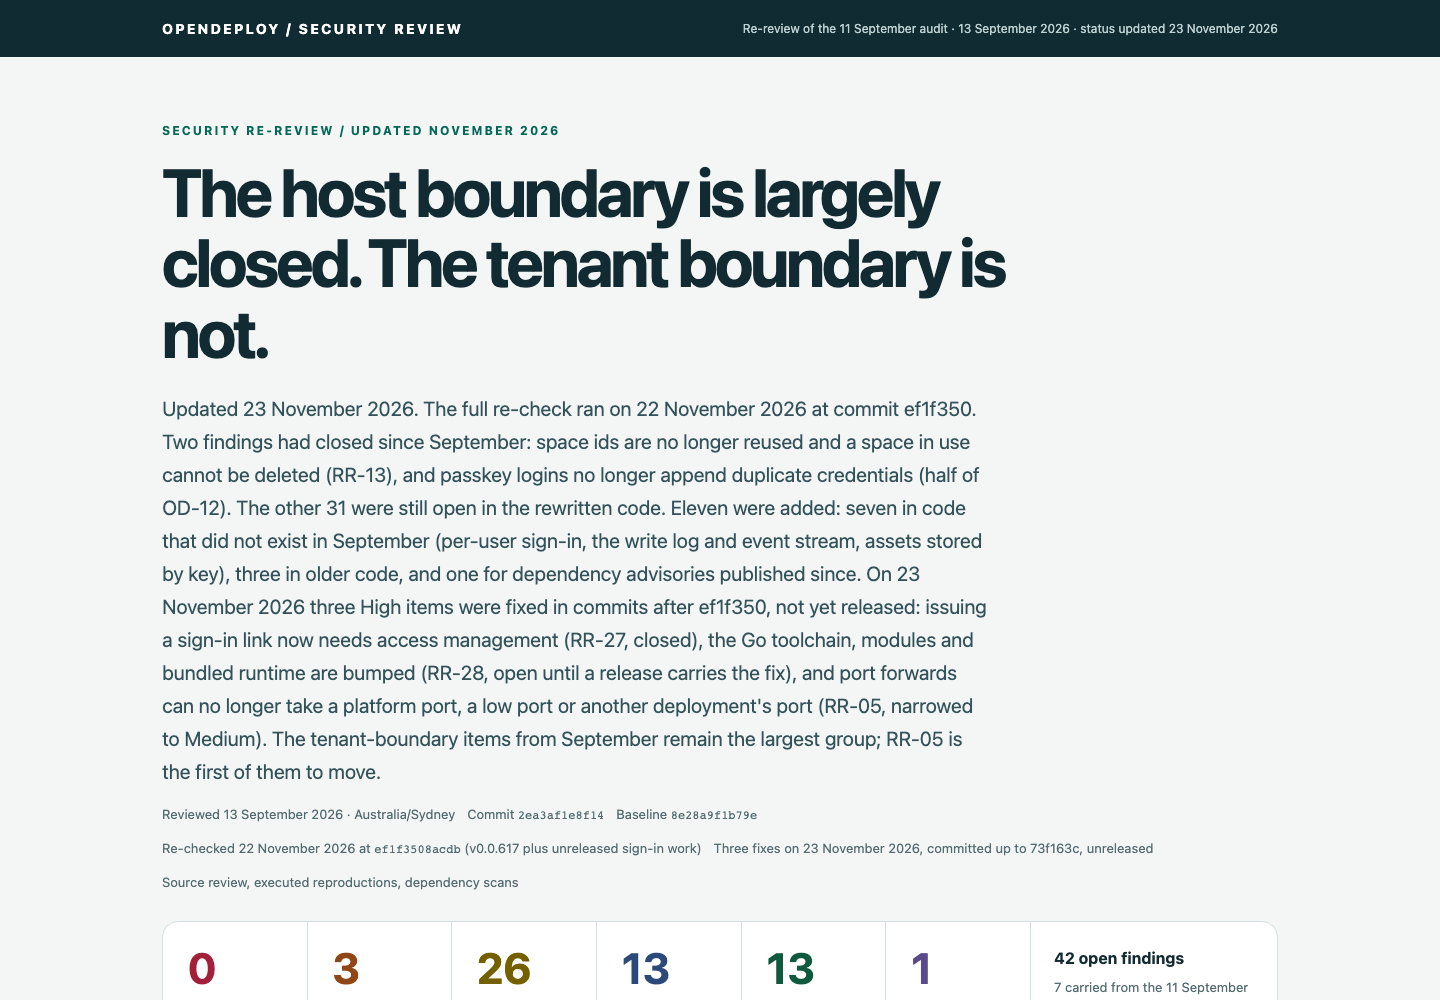 OPENDEPLOY / SECURITY REVIEW
Re-review of the 11 September audit · 13 September 2026 · status updated 23 November 2026
SECURITY RE-REVIEW / UPDATED NOVEMBER 2026
The host boundary is largely
closed. The tenant boundary is
not.
Updated 23 November 2026. The full re-check ran on 22 November 2026 at commit ef1f350.
Two findings had closed since September: space ids are no longer reused and a space in use
cannot be deleted (RR-13), and passkey logins no longer append duplicate credentials (half of
OD-12). The other 31 were still open in the rewritten code. Eleven were added: seven in code
that did not exist in September (per-user sign-in, the write log and event stream, assets stored
by key), three in older code, and one for dependency advisories published since. On 23
November 2026 three High items were fixed in commits after ef1f350, not yet released: issuing
a sign-in link now needs access management (RR-27, closed), the Go toolchain, modules and
bundled runtime are bumped (RR-28, open until a release carries the fix), and port forwards
can no longer take a platform port, a low port or another deployment's port (RR-05, narrowed
to Medium). The tenant-boundary items from September remain the largest group; RR-05 is
the first of them to move.
Reviewed 13 September 2026 · Australia/Sydney Commit 2ea3af1e8f14 Baseline 8e28a9f1b79e
Re-checked 22 November 2026 at ef1f3508acdb (v0.0.617 plus unreleased sign-in work) Three fixes on 23 November 2026, committed up to 73f163c, unreleased
Source review, executed reproductions, dependency scans
0 3 26 13 13 1 42 open findings
7 carried from the 11 September